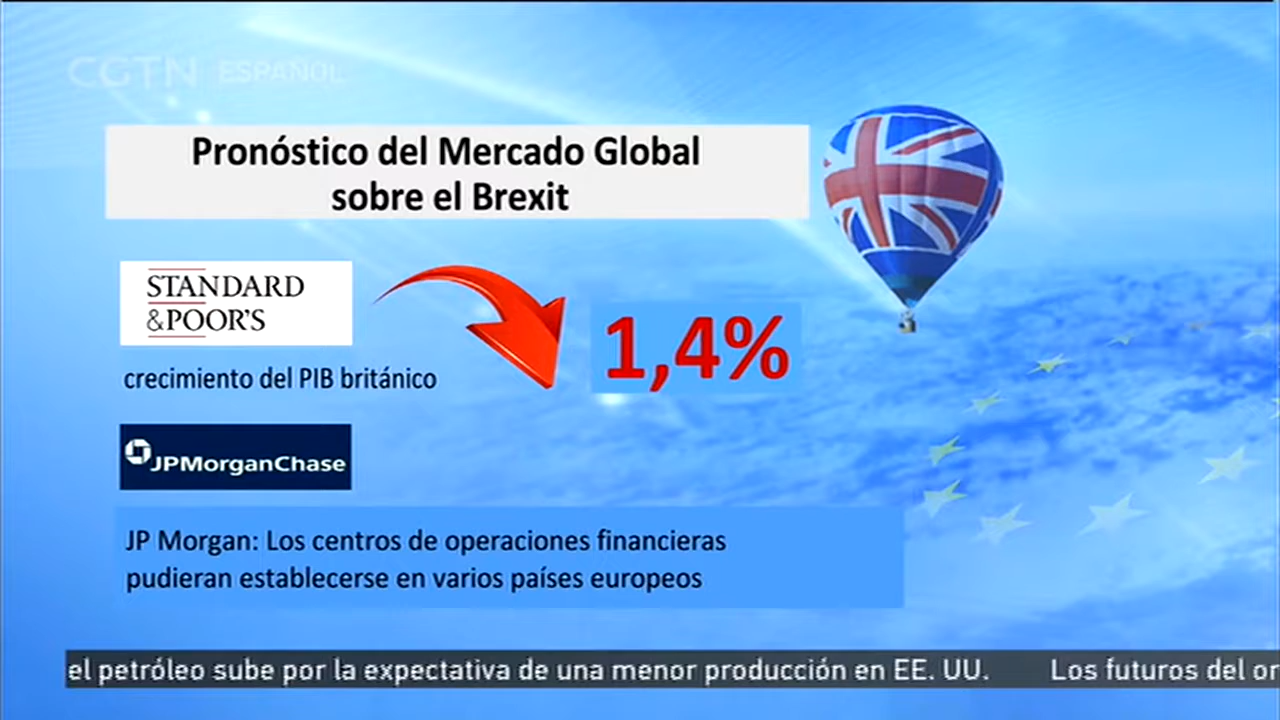 CGTN ESPAÑOL
Pronóstico del Mercado Global
sobre el Brexit
STANDARD
&POOR'S
1,4%
crecimiento del PIB británico
JPMorganChase
JP Morgan: Los centros de operaciones financieras
pudieran establecerse en varios países europeos
el petróleo sube por la expectativa de una menor producción en EE. UU. Los futuros del